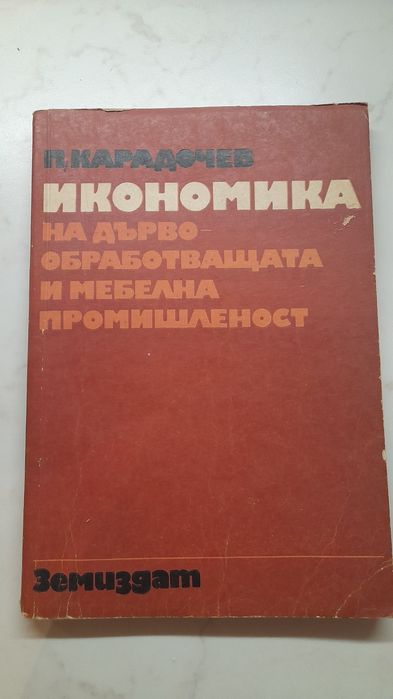 П. КАРАДОЧЕВ
ИКОНОМИКА
НА ДЪРВО-
ОБРАБОТВАЩАТА
И МЕБЕЛНА
ПРОМИШЛЕНОСТ
Земиздат